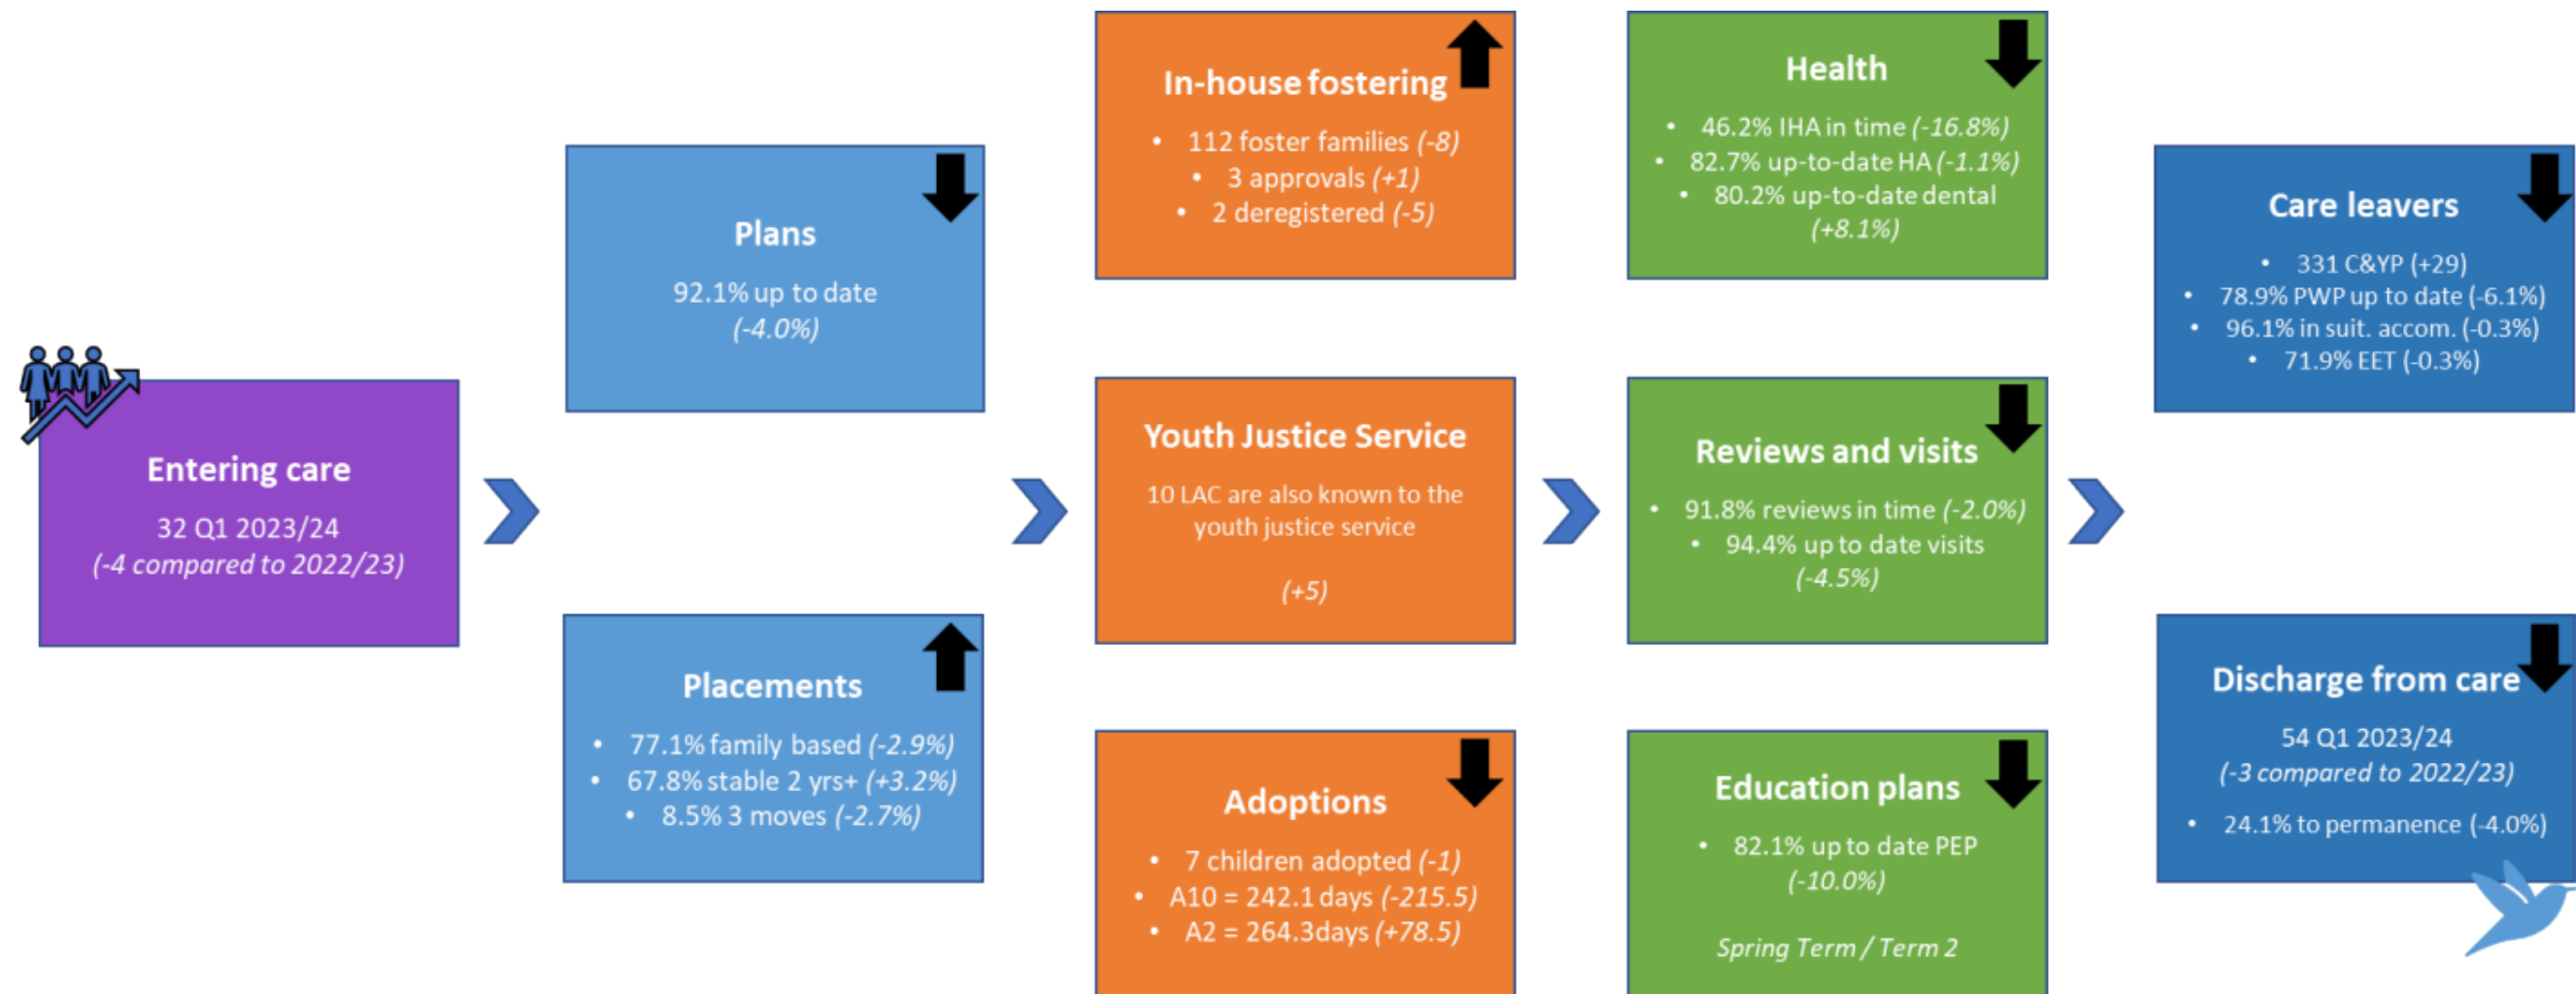 Entering care
32 Q1 2023/24
(-4 compared to 2022/23)
Plans
92.1% up to date
(-4.0%)
Placements
• 77.1% family based (-2.9%)
• 67.8% stable 2 yrs+ (+3.2%)
• 8.5% 3 moves (-2.7%)
In-house fostering
• 112 foster families (-8)
• 3 approvals (+1)
• 2 deregistered (-5)
Youth Justice Service
10 LAC are also known to the
youth justice service
(+5)
Adoptions
• 7 children adopted (-1)
• A10 = 242.1 days (-215.5)
• A2 = 264.3days (+78.5)
Health
• 46.2% IHA in time (-16.8%)
• 82.7% up-to-date HA (-1.1%)
• 80.2% up-to-date dental
(+8.1%)
Reviews and visits
• 91.8% reviews in time (-2.0%)
• 94.4% up to date visits
(-4.5%)
Education plans
• 82.1% up to date PEP
(-10.0%)
Spring Term / Term 2
Care leavers
• 331 C&YP (+29)
• 78.9% PWP up to date (-6.1%)
• 96.1% in suit. accom. (-0.3%)
• 71.9% EET (-0.3%)
Discharge from care
54 Q1 2023/24
(-3 compared to 2022/23)
• 24.1% to permanence (-4.0%)